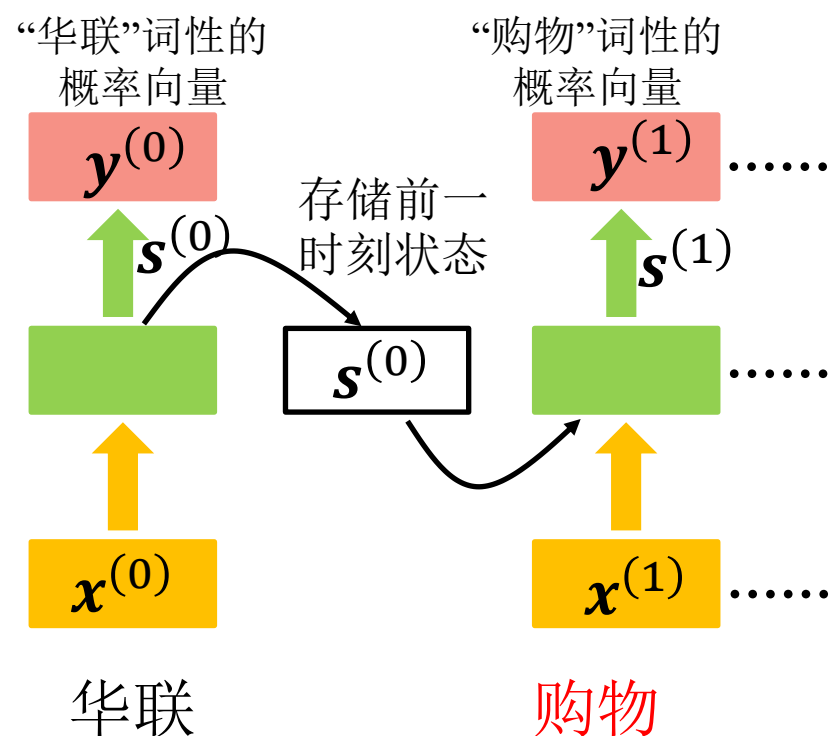 “华联”词性的
概率向量
“购物”词性的
概率向量
y^(0)
y^(1) ······
存储前一
时刻状态
s^(0)
s^(1)
s^(0)
······
x^(0)
x^(1) ······
华联
购物